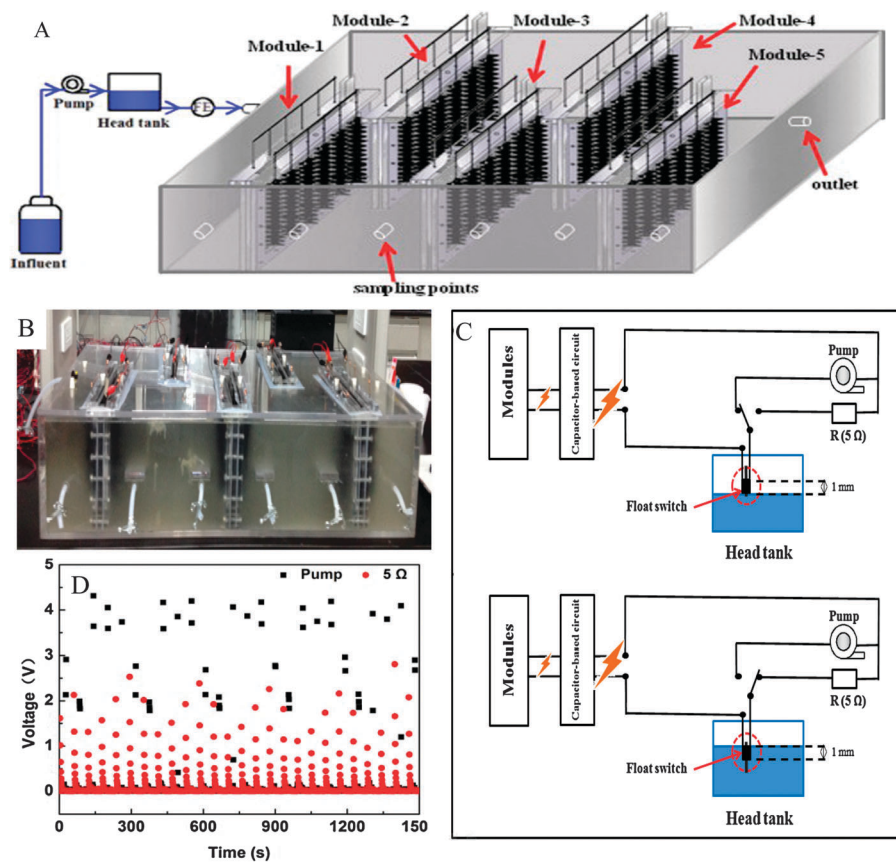 A
Module-1
Module-2
Module-3
Module-4
Module-5
Pump
Head tank
Influent
outlet
sampling points
B
C
Modules
Capacitor-based circuit
Pump
R (5 Ω)
Float switch
1 mm
Head tank
Modules
Capacitor-based circuit
Pump
R (5 Ω)
Float switch
1 mm
Head tank
D
Pump 5 Ω
Voltage (V)
5
4
3
2
1
0
0 300 600 900 1200 150
Time (s)